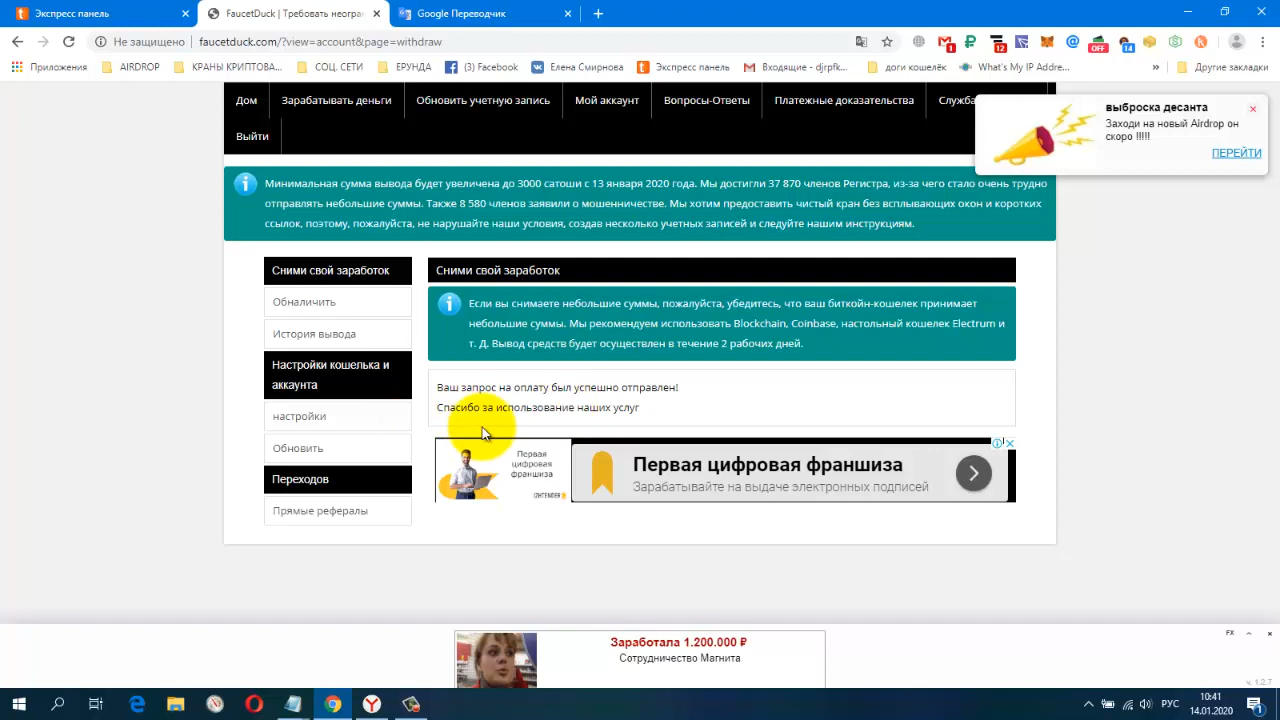 Экспресс панель
FaucetDuck | Требовать неогра
Google Переводчик
Не защищено
faucetduck.com/?view=account&page=withdraw
1
12
OFF
14
Приложения
AIRDROP
КРАНЫ КРИПТОВА...
СОЦ. СЕТИ
ЕРУНДА
(3) Facebook
Елена Смирнова
Экспресс панель
Входящие - djrpfk...
доги кошелёк
What's My IP Addre...
»
Другие закладки
Дом
Зарабатывать деньги
Обновить учетную запись
Мой аккаунт
Вопросы-Ответы
Платежные доказательства
Служба
Выйти
выброска десанта
Заходи на новый Airdrop он
скоро !!!!!
ПЕРЕЙТИ
Минимальная сумма вывода будет увеличена до 3000 сатоши с 13 января 2020 года. Мы достигли 37 870 членов Регистра, из-за чего стало очень трудно
отправлять небольшие суммы. Также 8 580 членов заявили о мошенничестве. Мы хотим предоставить чистый кран без всплывающих окон и коротких
ссылок, поэтому, пожалуйста, не нарушайте наши условия, создав несколько учетных записей и следуйте нашим инструкциям.
Сними свой заработок
Обналичить
История вывода
Настройки кошелька и
аккаунта
настройки
Обновить
Переходов
Прямые рефералы
Сними свой заработок
Если вы снимаете небольшие суммы, пожалуйста, убедитесь, что ваш биткойн-кошелек принимает
небольшие суммы. Мы рекомендуем использовать Blockchain, Coinbase, настольный кошелек Electrum и
т. Д. Вывод средств будет осуществлен в течение 2 рабочих дней.
Ваш запрос на оплату был успешно отправлен!
Спасибо за использование наших услуг
Первая
цифровая
франшиза
Первая цифровая франшиза
Зарабатывайте на выдаче электронных подписей
Заработала 1.200.000 ₽
Сотрудничество Магнита
FX
ч. 1.2.7
РУС
10:41
14.01.2020
1